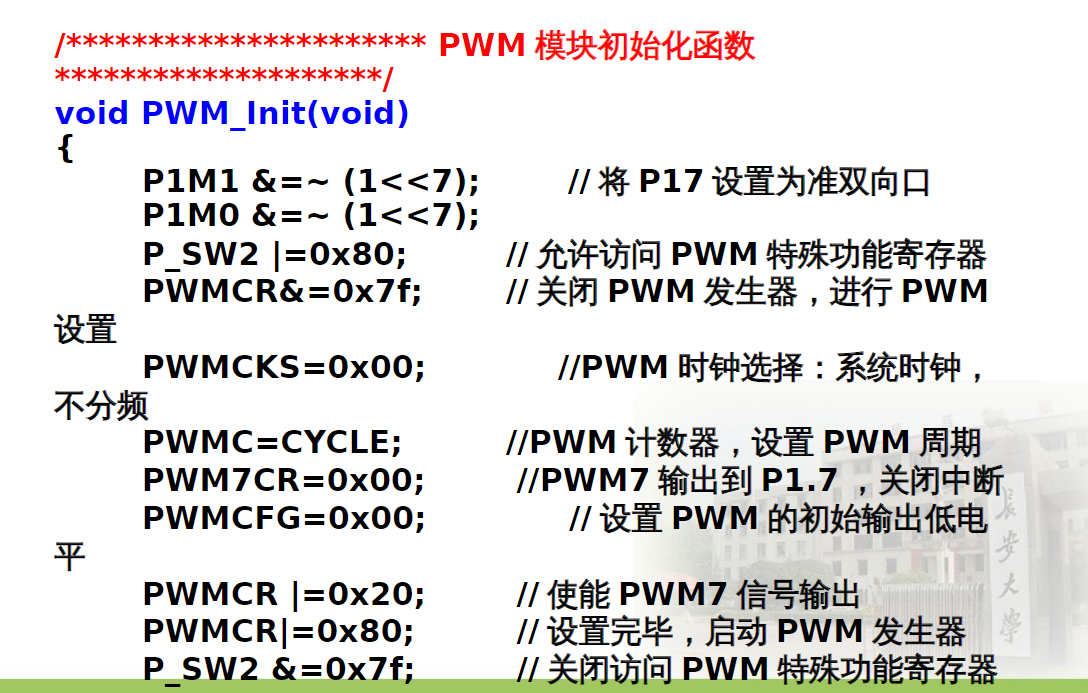 /********************** PWM 模块初始化函数
********************/
void PWM_Init(void)
{
P1M1 &=~ (1<<7); // 将 P17 设置为准双向口
P1M0 &=~ (1<<7);
P_SW2 |=0x80; // 允许访问 PWM 特殊功能寄存器
PWMCR&=0x7f; // 关闭 PWM 发生器，进行 PWM
设置
PWMCKS=0x00; //PWM 时钟选择：系统时钟，
不分频
PWMC=CYCLE; //PWM 计数器，设置 PWM 周期
PWM7CR=0x00; //PWM7 输出到 P1.7 ，关闭中断
PWMCFG=0x00; // 设置 PWM 的初始输出低电
平
PWMCR |=0x20; // 使能 PWM7 信号输出
PWMCR|=0x80; // 设置完毕，启动 PWM 发生器
P_SW2 &=0x7f; // 关闭访问 PWM 特殊功能寄存器
长安大学